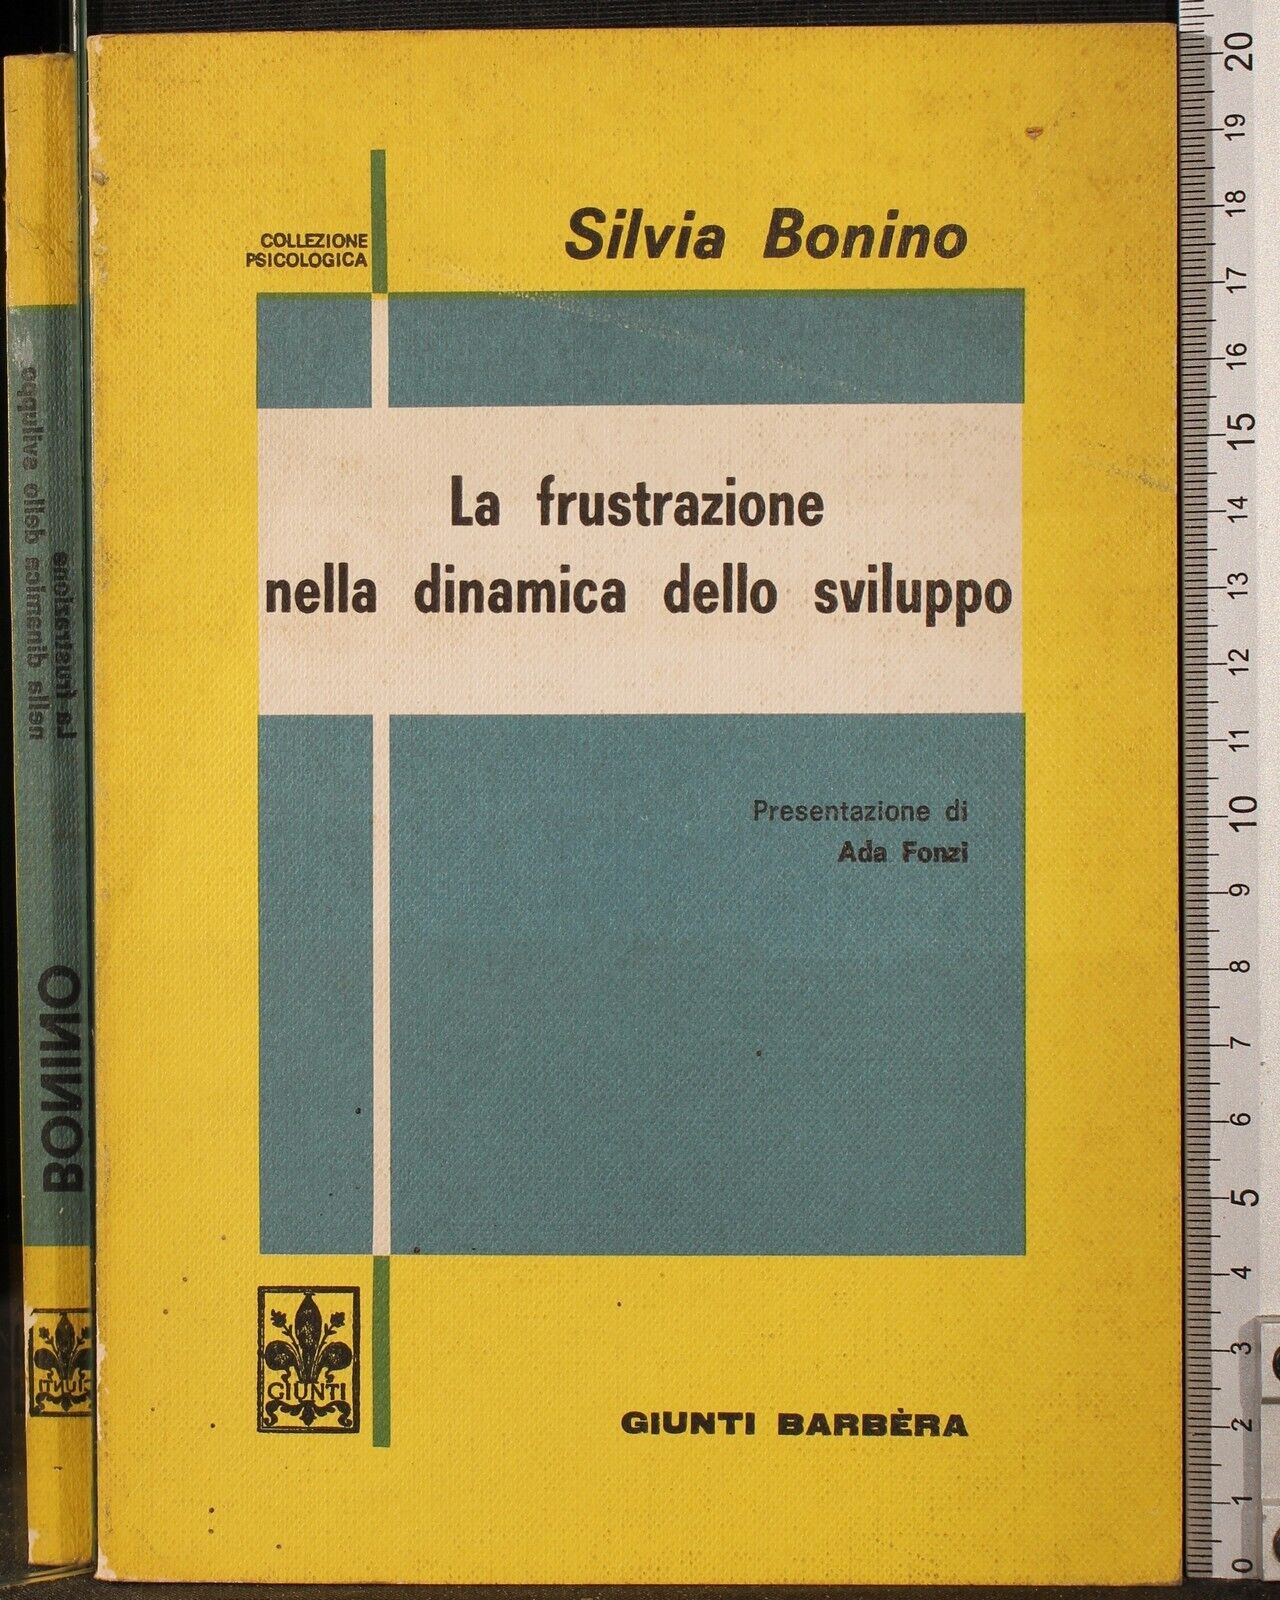 COLLEZIONE
PSICOLOGICA
Silvia Bonino
La frustrazione
nella dinamica dello sviluppo
Presentazione di
Ada Fonzi
GIUNTI
GIUNTI BARBÈRA
BONINO
La frustrazione
nella dinamica dello sviluppo
GIUNTI
20
19
18
17
16
15
14
13
12
11
10
9
8
7
6
5
4
3
2
1
0